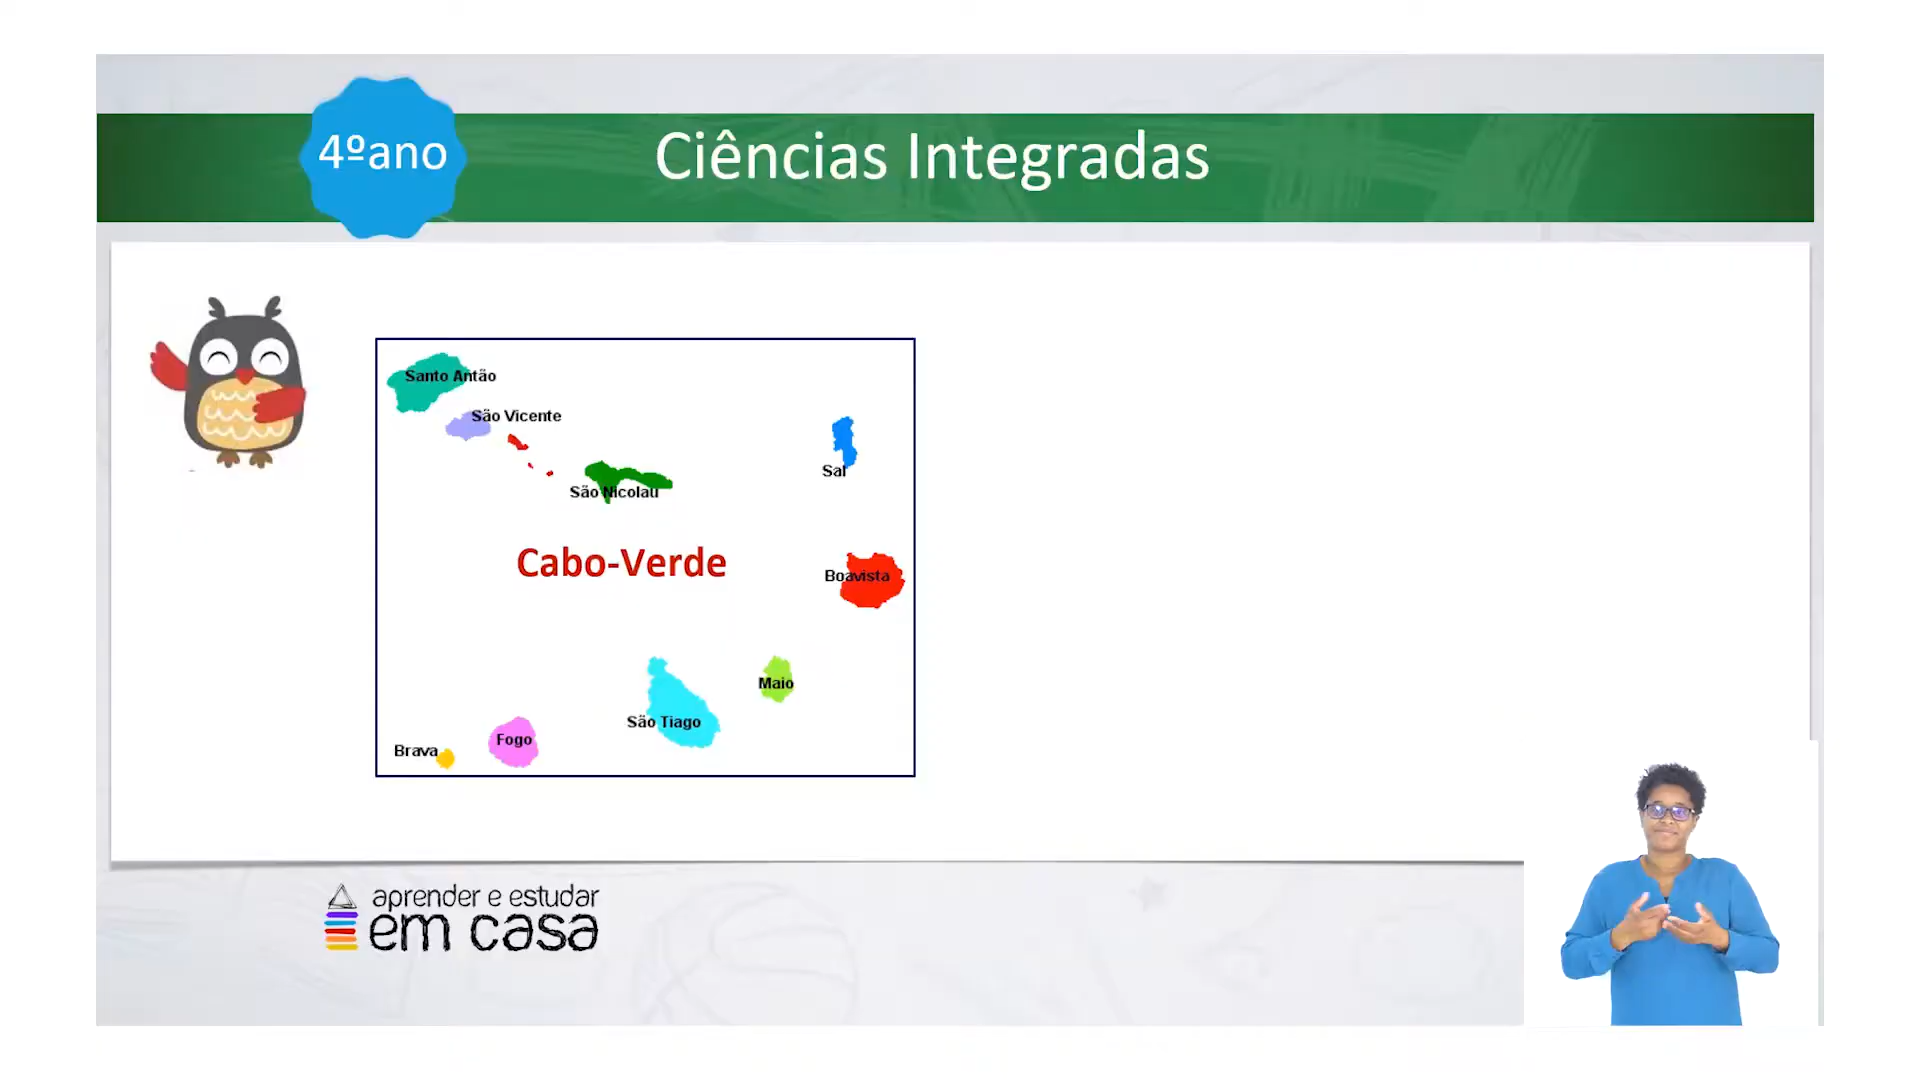 4ºano
Ciências Integradas
Santo Antão
São Vicente
Sal
São Nicolau
Cabo-Verde
Boavista
Maio
São Tiago
Fogo
Brava
aprender e estudar
em casa